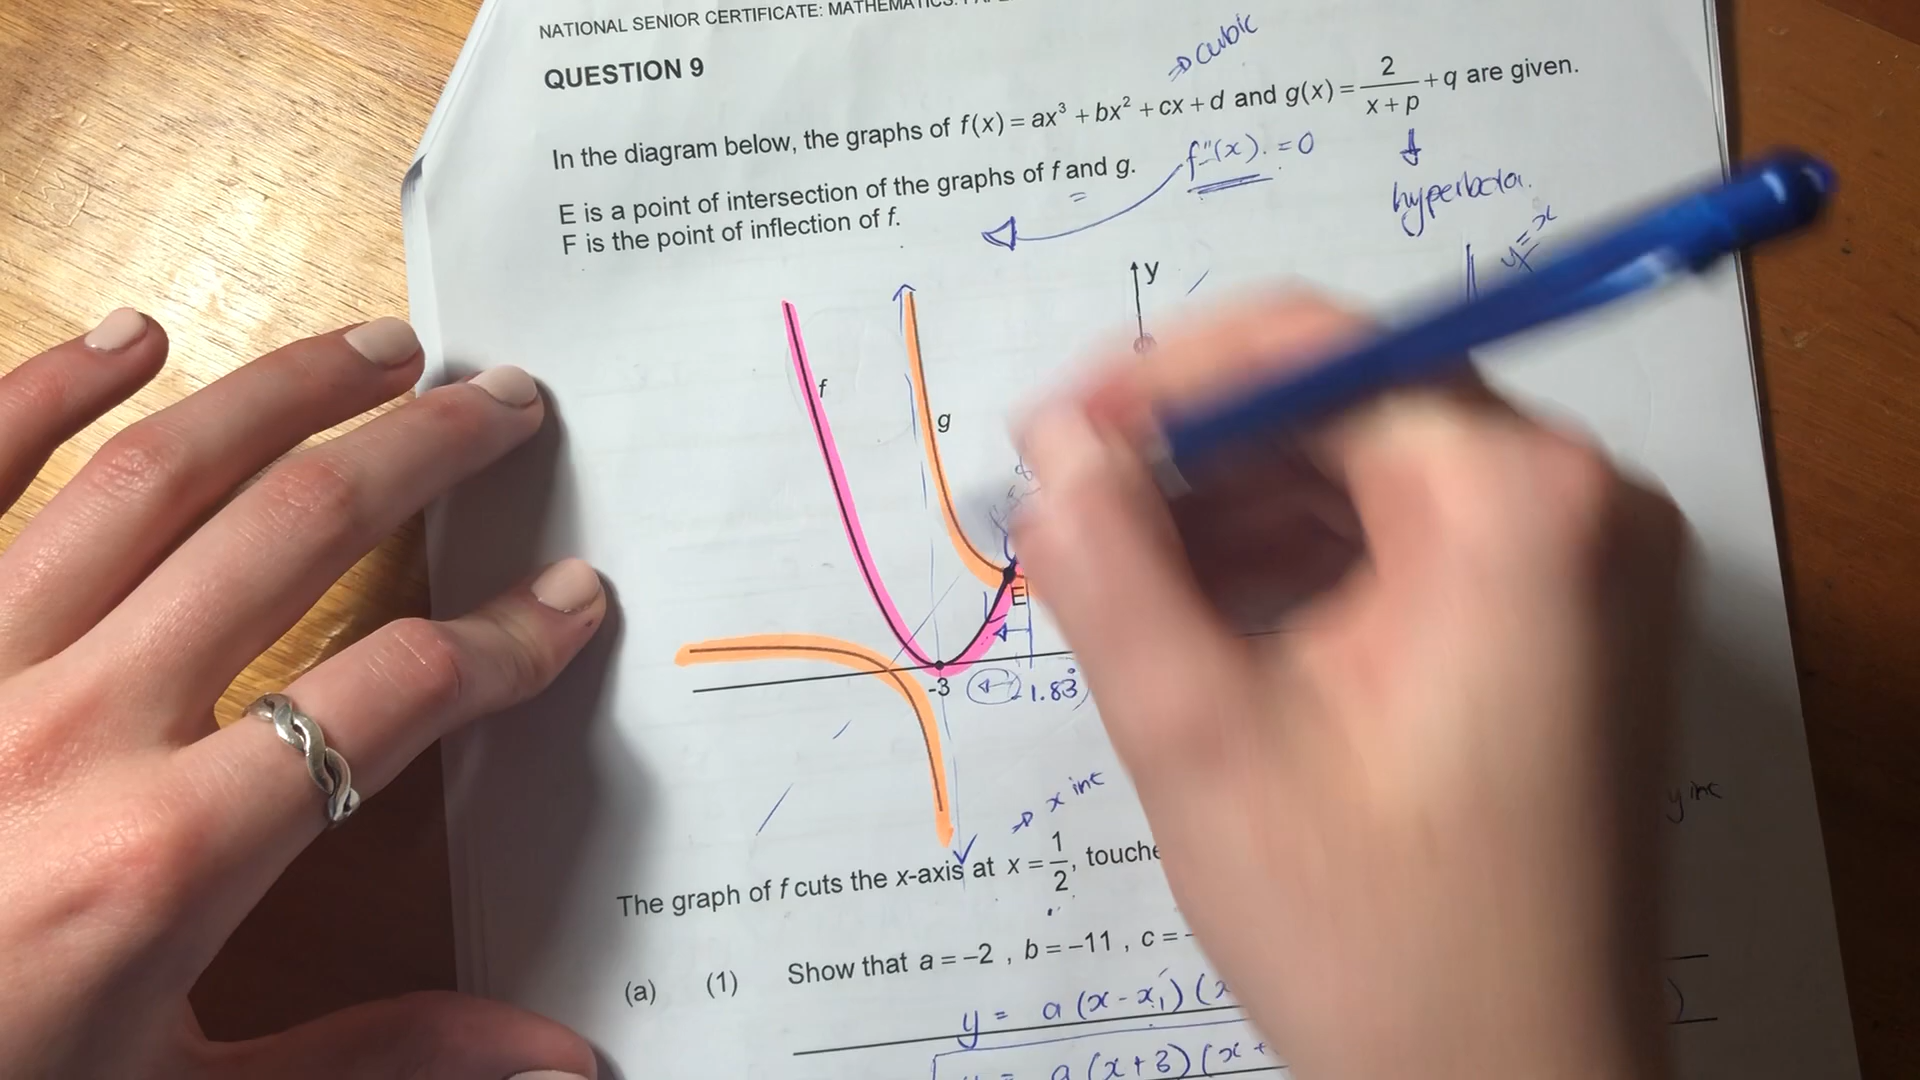 NATIONAL SENIOR CERTIFICATE: MATHEMATICS:
QUESTION 9
⇒ cubic
In the diagram below, the graphs of f(x) = ax³ + bx² + cx + d and g(x) = 2/(x + p) + q are given.
E is a point of intersection of the graphs of f and g.
f''(x) = 0
hyperbola.
F is the point of inflection of f.
y = x
y
f
g
E
-3
-1.83
x int
y inc
The graph of f cuts the x-axis at x = 1/2, touche
(a) (1) Show that a = –2 , b = –11 , c = –
y = a (x - x₁) (x
= a (x + 3) (x +